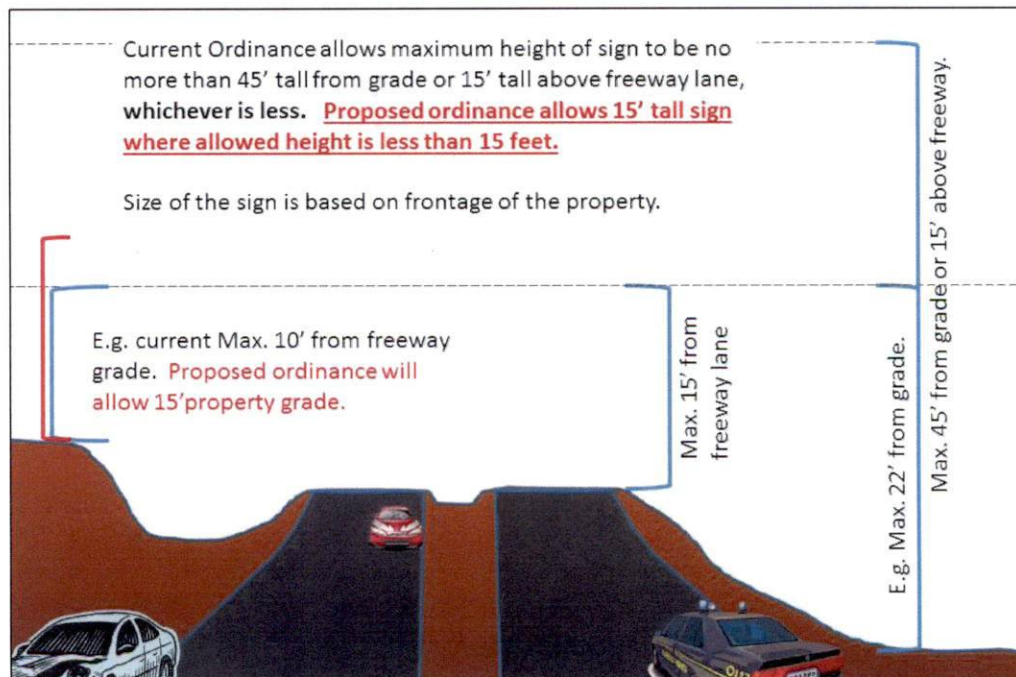 Current Ordinance allows maximum height of sign to be no
more than 45' tall from grade or 15' tall above freeway lane,
whichever is less. Proposed ordinance allows 15' tall sign
where allowed height is less than 15 feet.
Size of the sign is based on frontage of the property.
E.g. current Max. 10' from freeway
grade. Proposed ordinance will
allow 15'property grade.
Max. 15' from
freeway lane
E.g. Max. 22' from grade.
Max. 45' from grade or 15' above freeway.